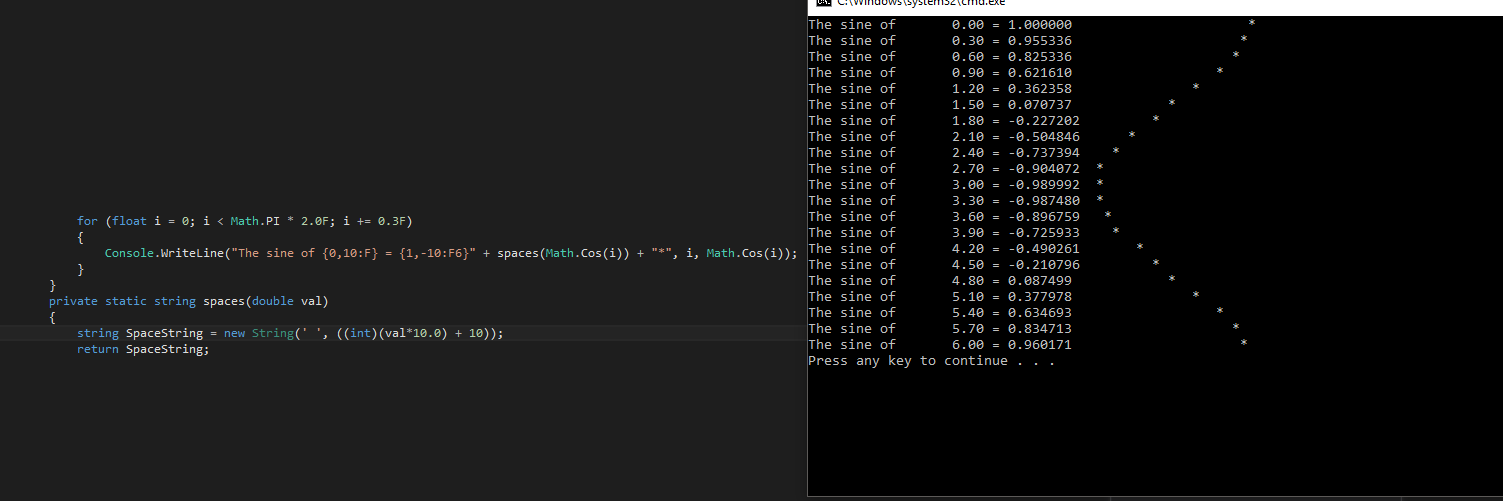 for (float i = 0; i < Math.PI * 2.0F; i += 0.3F)
{
Console.WriteLine("The sine of {0,10:F} = {1,-10:F6}" + spaces(Math.Cos(i)) + "*", i, Math.Cos(i));
}
}
private static string spaces(double val)
{
string SpaceString = new String(' ', ((int)(val*10.0) + 10));
return SpaceString;
C:\Windows\system32\cmd.exe
The sine of       0.00 = 1.000000                      *
The sine of       0.30 = 0.955336                     *
The sine of       0.60 = 0.825336                    *
The sine of       0.90 = 0.621610                  *
The sine of       1.20 = 0.362358               *
The sine of       1.50 = 0.070737            *
The sine of       1.80 = -0.227202         *
The sine of       2.10 = -0.504846      *
The sine of       2.40 = -0.737394    *
The sine of       2.70 = -0.904072  *
The sine of       3.00 = -0.989992  *
The sine of       3.30 = -0.987480  *
The sine of       3.60 = -0.896759   *
The sine of       3.90 = -0.725933    *
The sine of       4.20 = -0.490261       *
The sine of       4.50 = -0.210796         *
The sine of       4.80 = 0.087499            *
The sine of       5.10 = 0.377978               *
The sine of       5.40 = 0.634693                  *
The sine of       5.70 = 0.834713                    *
The sine of       6.00 = 0.960171                     *
Press any key to continue . . .